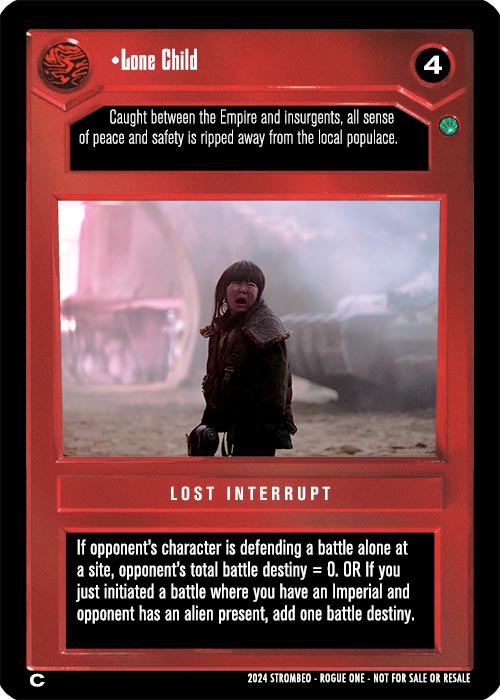 •Lone Child
4
Caught between the Empire and insurgents, all sense
of peace and safety is ripped away from the local populace.
LOST INTERRUPT
If opponent's character is defending a battle alone at
a site, opponent's total battle destiny = 0. OR If you
just initiated a battle where you have an Imperial and
opponent has an alien present, add one battle destiny.
C
2024 STROMBEO - ROGUE ONE - NOT FOR SALE OR RESALE